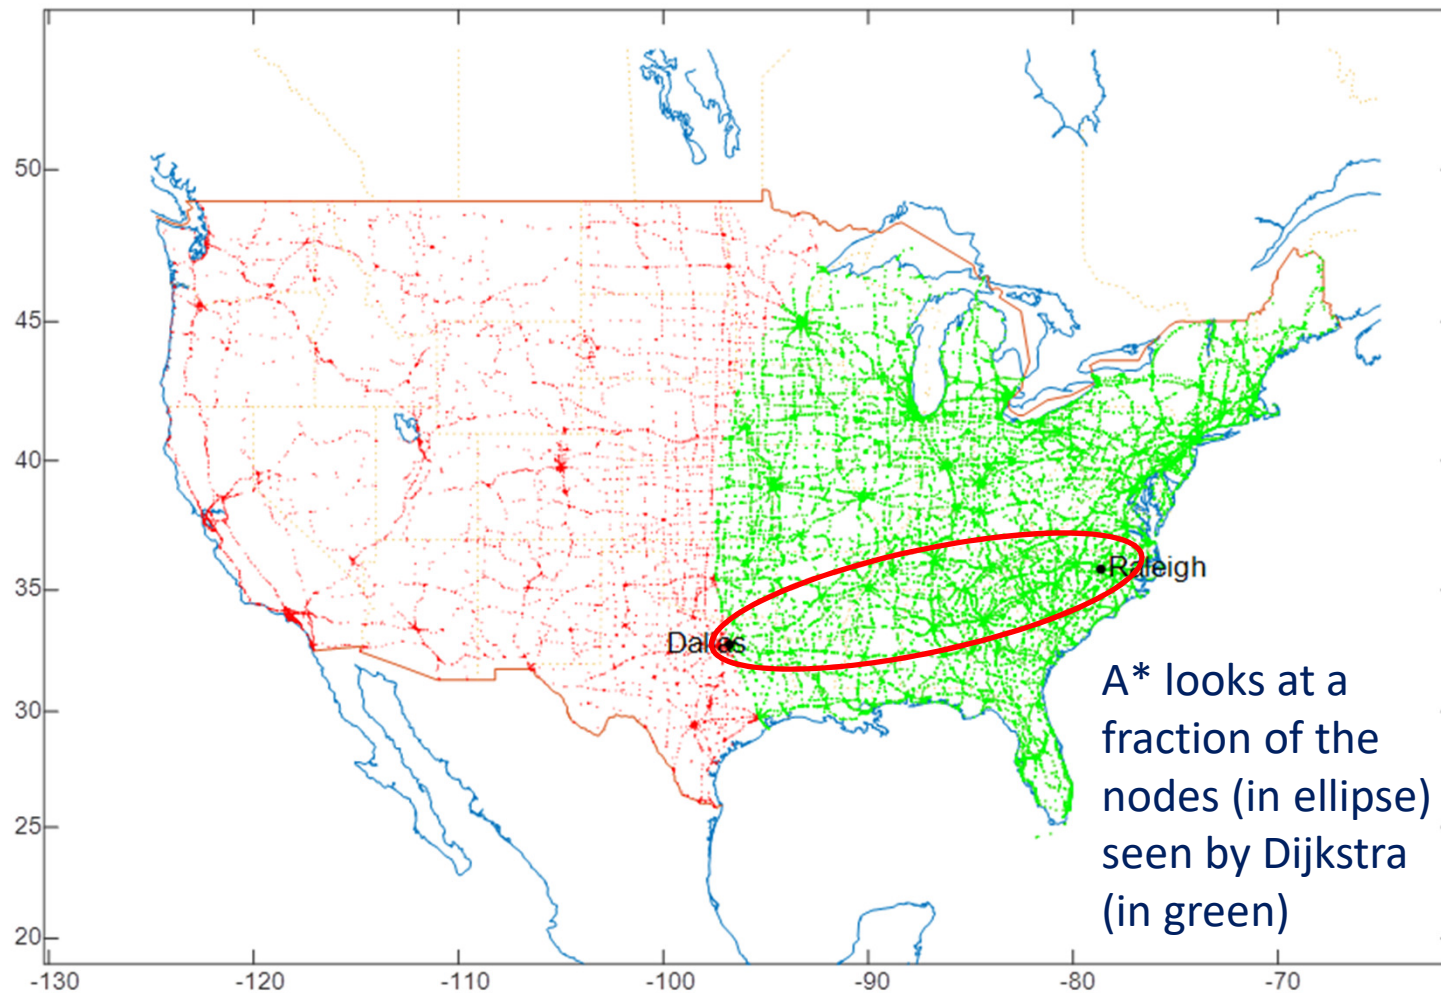 50
45
40
35
30
25
20
Raleigh
Dallas
A* looks at a
fraction of the
nodes (in ellipse)
seen by Dijkstra
(in green)
-130
-120
-110
-100
-90
-80
-70